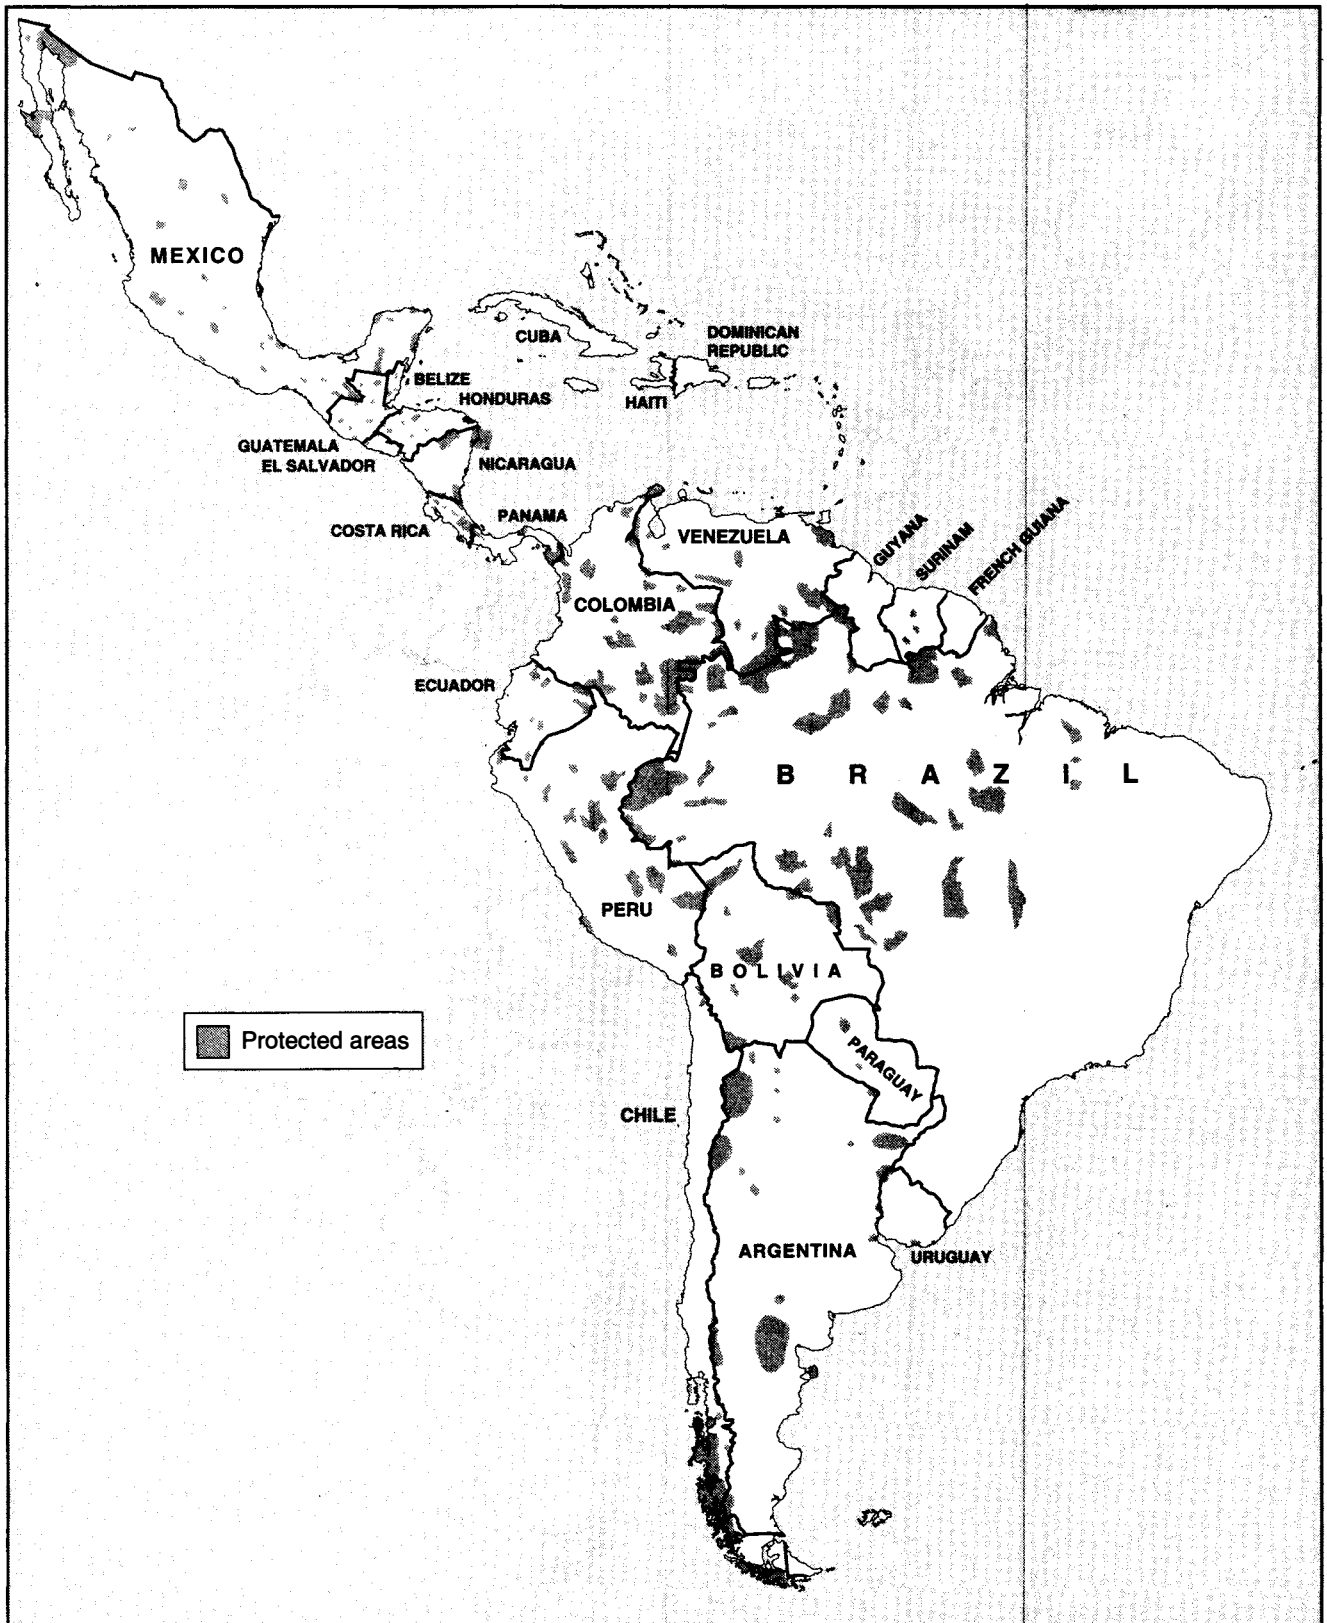 MEXICO
CUBA
DOMINICAN
REPUBLIC
BELIZE
HONDURAS
HAITI
GUATEMALA
EL SALVADOR
NICARAGUA
COSTA RICA
PANAMA
VENEZUELA
GUYANA
SURINAM
FRENCH GUIANA
COLOMBIA
ECUADOR
B R A Z I L
PERU
BOLIVIA
Protected areas
PARAGUAY
CHILE
ARGENTINA
URUGUAY